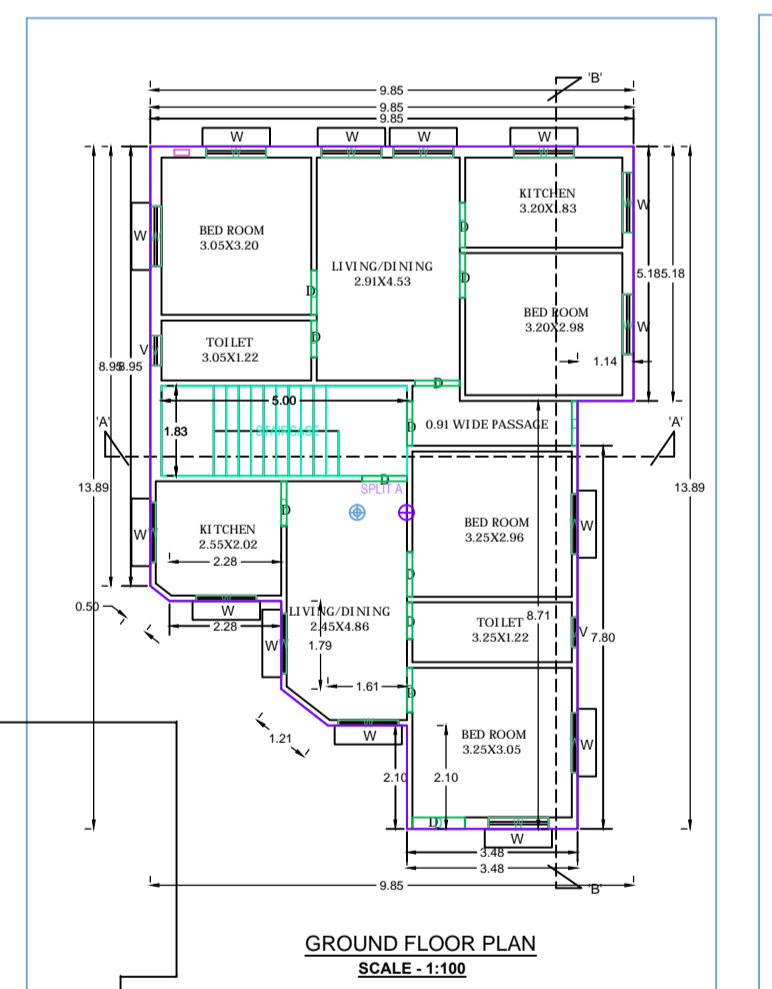 'B'
9.85
9.85
9.85
W
W
W
W
KITCHEN
3.20X1.83
W
BED ROOM
3.05X3.20
W
LIVING/DINING
2.91X4.53
D
D
D
5.18
5.18
BED ROOM
3.20X2.98
W
TOILET
3.05X1.22
V
D
1.14
8.95
8.95
D
5.00
1.83
STAIRCASE
D
0.91 WIDE PASSAGE
'A'
'A'
13.89
13.89
D
SPLIT A
D
KITCHEN
2.55X2.02
2.28
W
BED ROOM
3.25X2.96
W
D
0.50
W
2.28
LIVING/DINING
2.45X4.86
1.79
W
D
TOILET
3.25X1.22
V
8.71
7.80
1.61
D
1.21
W
BED ROOM
3.25X3.05
W
2.10
2.10
D
W
3.48
3.48
9.85
'B'
GROUND FLOOR PLAN
SCALE - 1:100